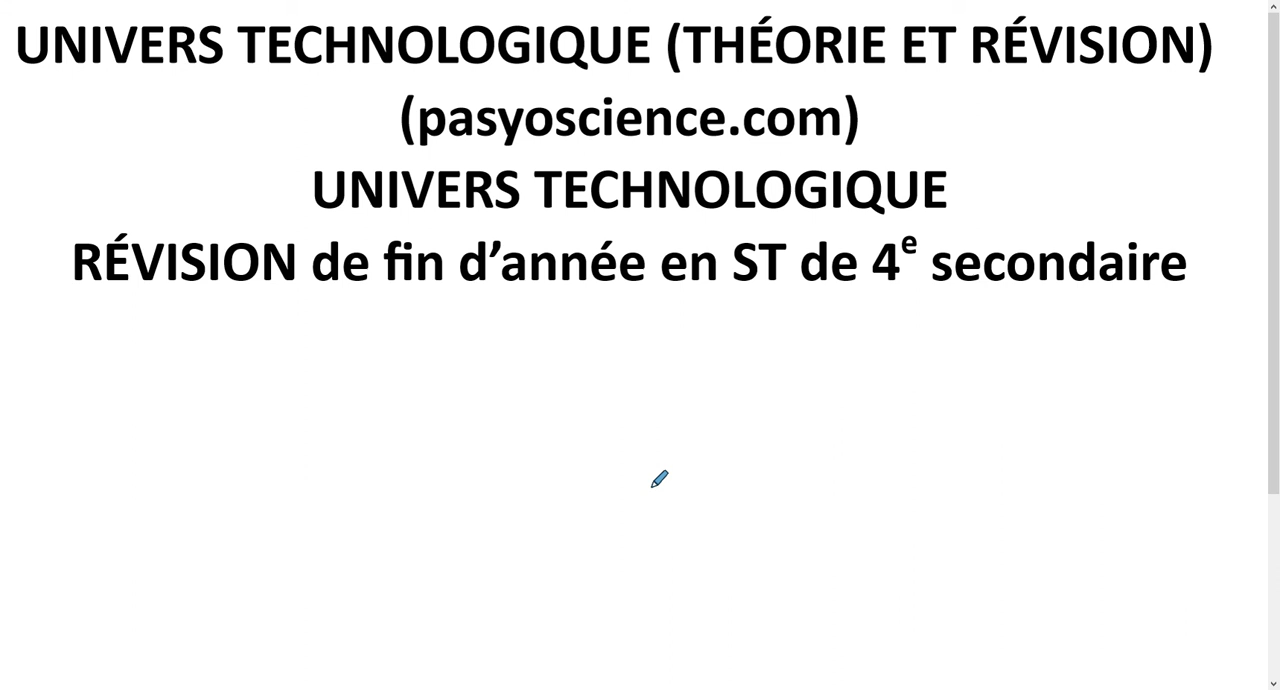 UNIVERS TECHNOLOGIQUE (THÉORIE ET RÉVISION)
(pasyoscience.com)
UNIVERS TECHNOLOGIQUE
RÉVISION de fin d’année en ST de 4e secondaire